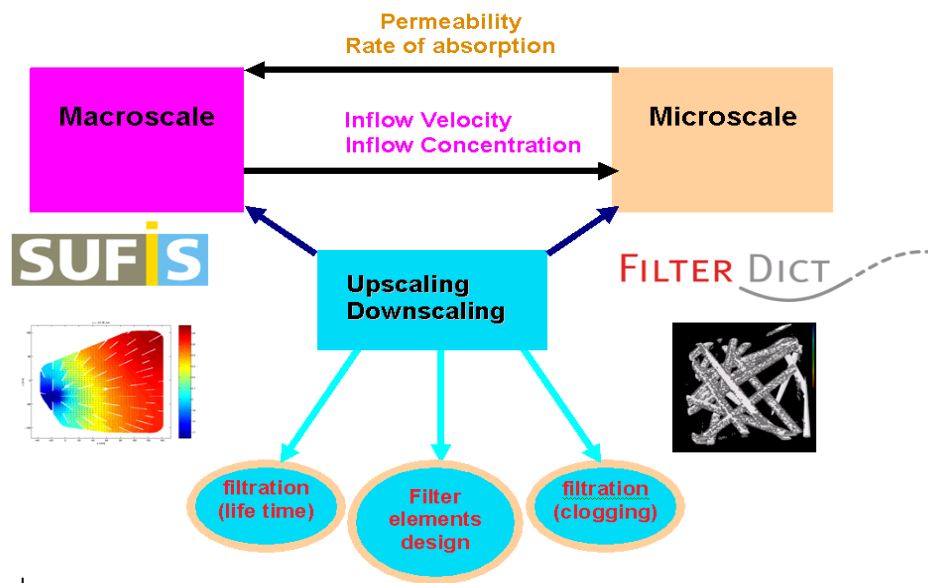 Permeability
Rate of absorption
Macroscale
Inflow Velocity
Inflow Concentration
Microscale
SUFiS
FILTER DICT
Upscaling
Downscaling
filtration
(life time)
Filter
elements
design
filtration
(clogging)